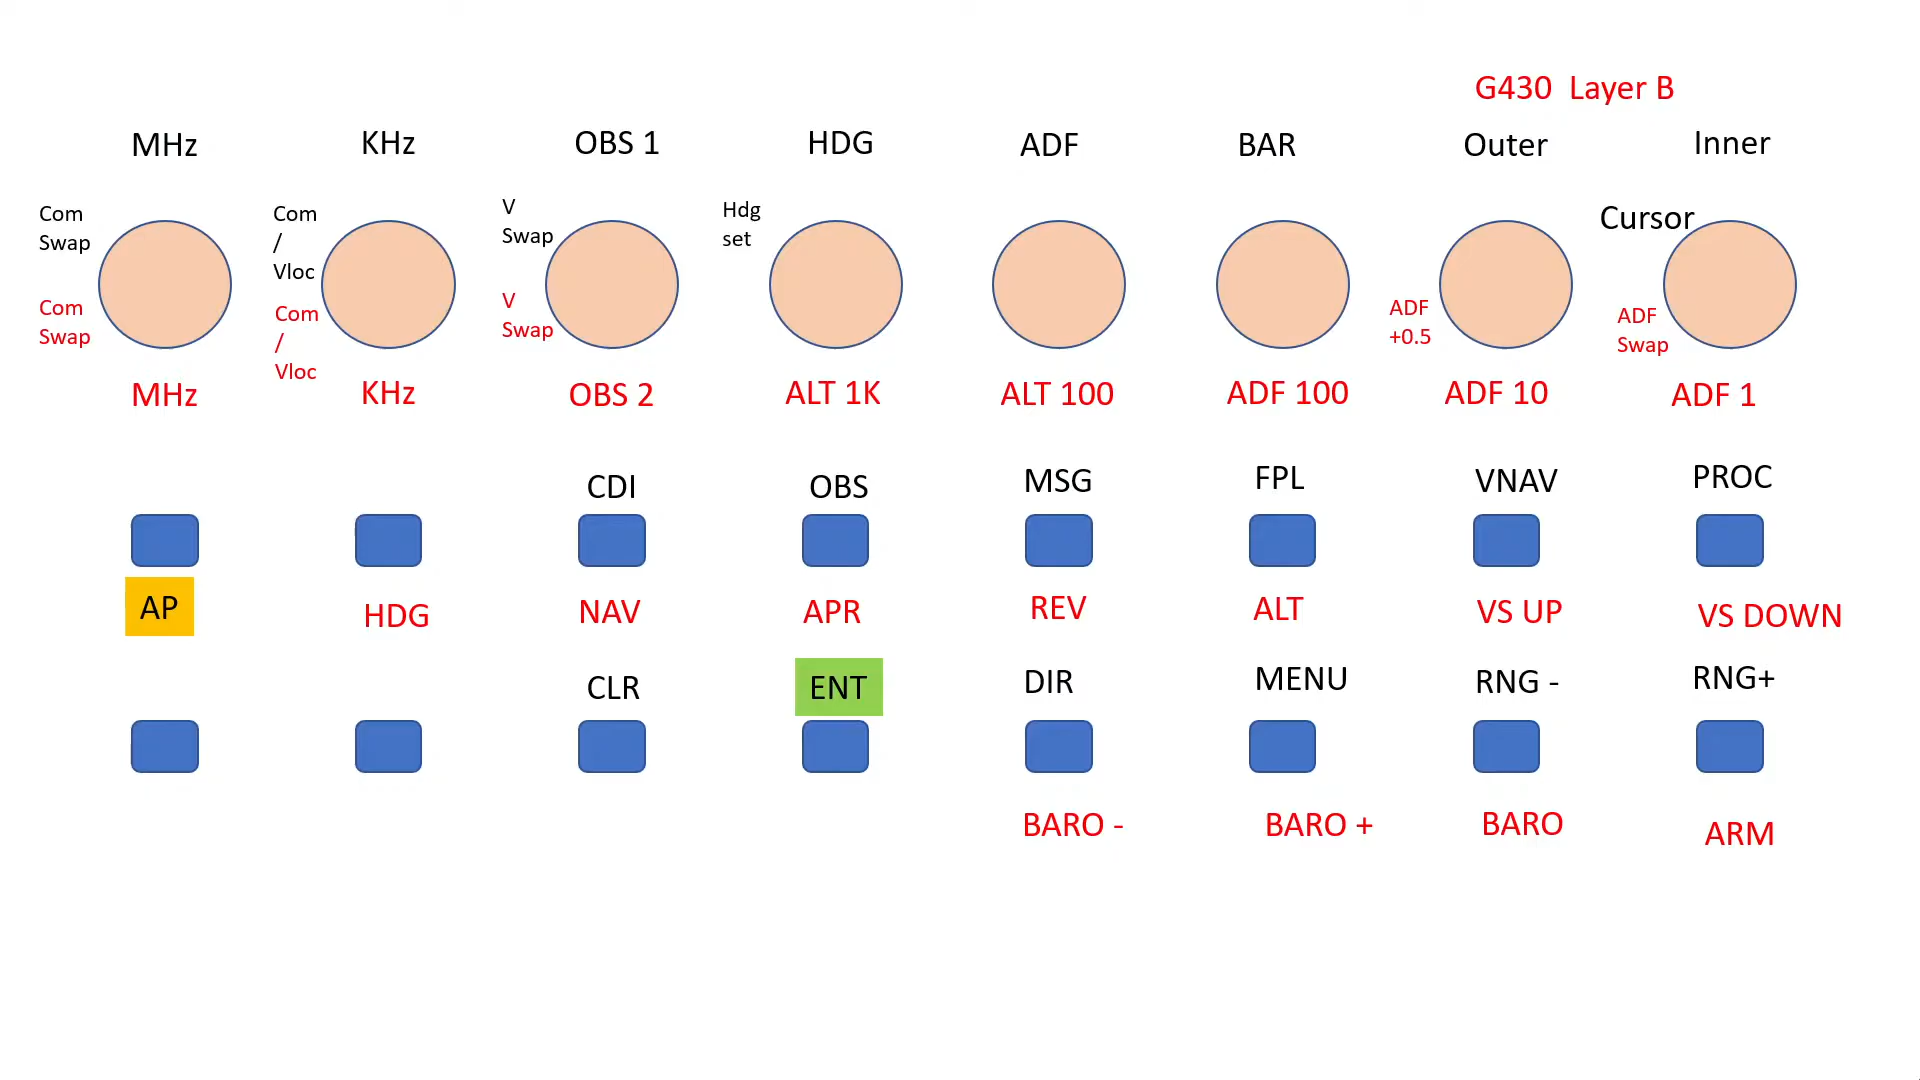 G430  Layer B
MHz
KHz
OBS 1
HDG
ADF
BAR
Outer
Inner
Com
Swap
Com
/
Vloc
V
Swap
Hdg
set
Cursor
Com
Swap
Com
/
Vloc
V
Swap
ADF
+0.5
ADF
Swap
MHz
KHz
OBS 2
ALT 1K
ALT 100
ADF 100
ADF 10
ADF 1
CDI
OBS
MSG
FPL
VNAV
PROC
AP
HDG
NAV
APR
REV
ALT
VS UP
VS DOWN
CLR
ENT
DIR
MENU
RNG -
RNG+
BARO -
BARO +
BARO
ARM